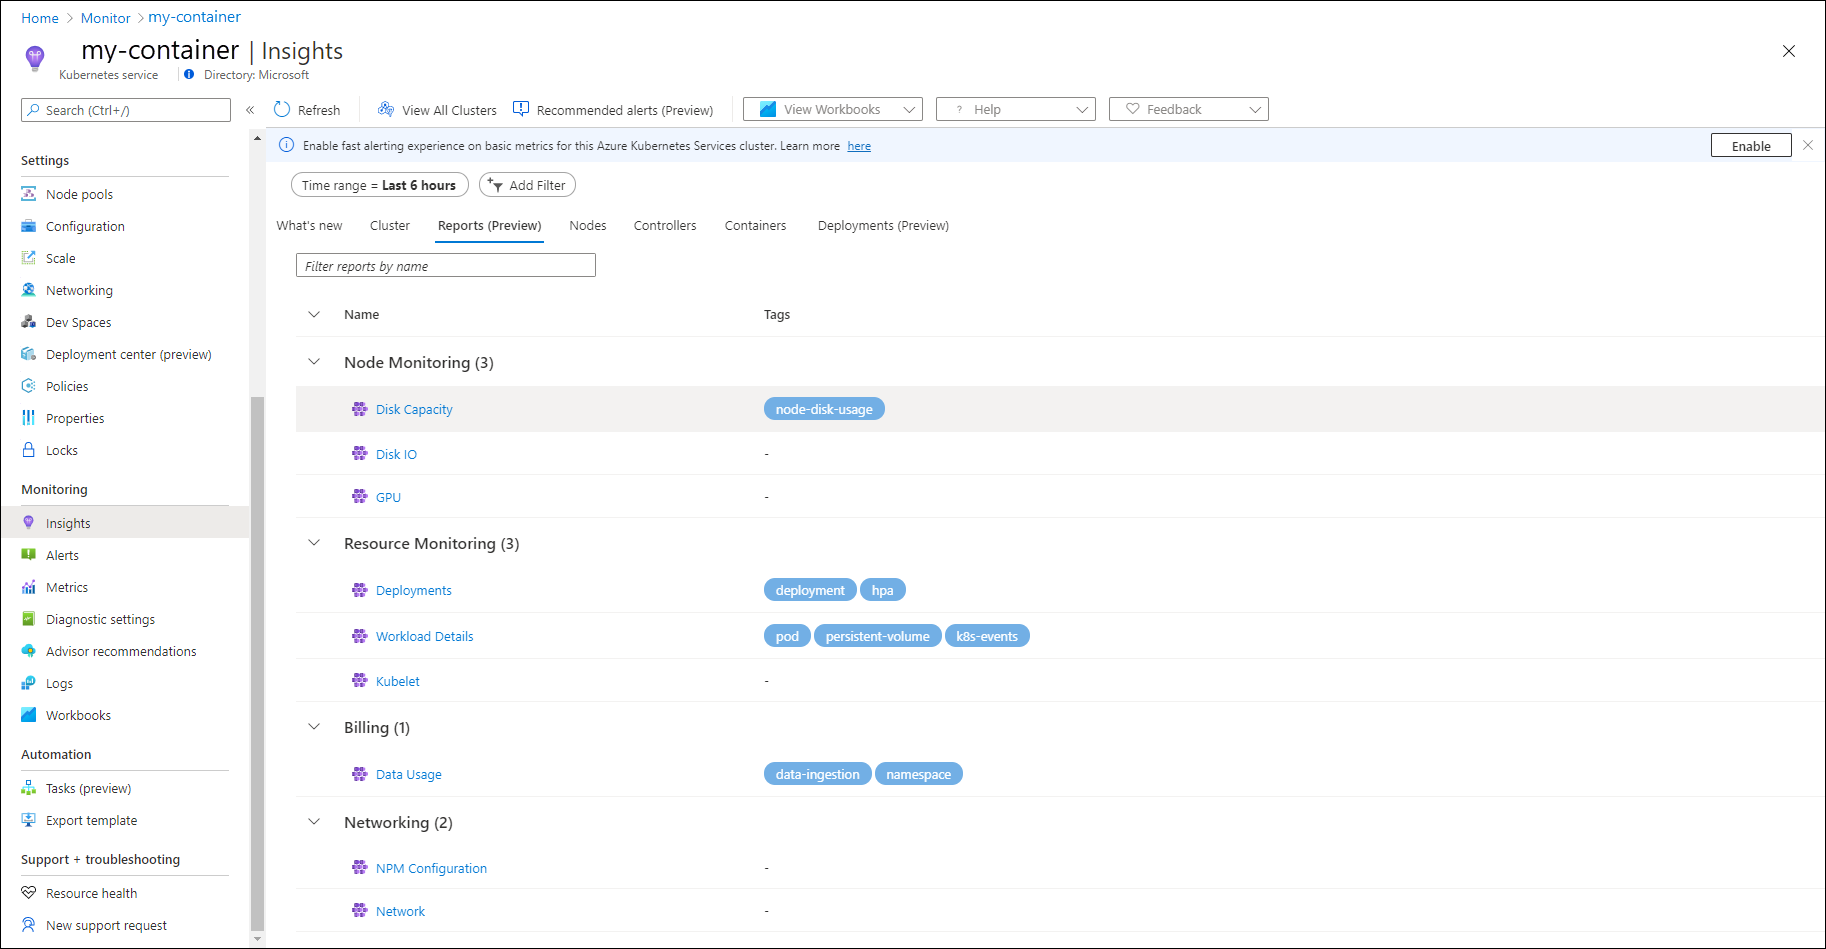 Home > Monitor > my-container
my-container | Insights
Kubernetes service
Directory: Microsoft
Search (Ctrl+/)
«
Refresh
View All Clusters
Recommended alerts (Preview)
View Workbooks
? Help
Feedback
Enable fast alerting experience on basic metrics for this Azure Kubernetes Services cluster. Learn more here
Enable
Time range = Last 6 hours
Add Filter
What's new
Cluster
Reports (Preview)
Nodes
Controllers
Containers
Deployments (Preview)
Filter reports by name
Name Tags
Node Monitoring (3)
Disk Capacity node-disk-usage
Disk IO -
GPU -
Resource Monitoring (3)
Deployments deployment hpa
Workload Details pod persistent-volume k8s-events
Kubelet -
Billing (1)
Data Usage data-ingestion namespace
Networking (2)
NPM Configuration -
Network -
Settings
Node pools
Configuration
Scale
Networking
Dev Spaces
Deployment center (preview)
Policies
Properties
Locks
Monitoring
Insights
Alerts
Metrics
Diagnostic settings
Advisor recommendations
Logs
Workbooks
Automation
Tasks (preview)
Export template
Support + troubleshooting
Resource health
New support request